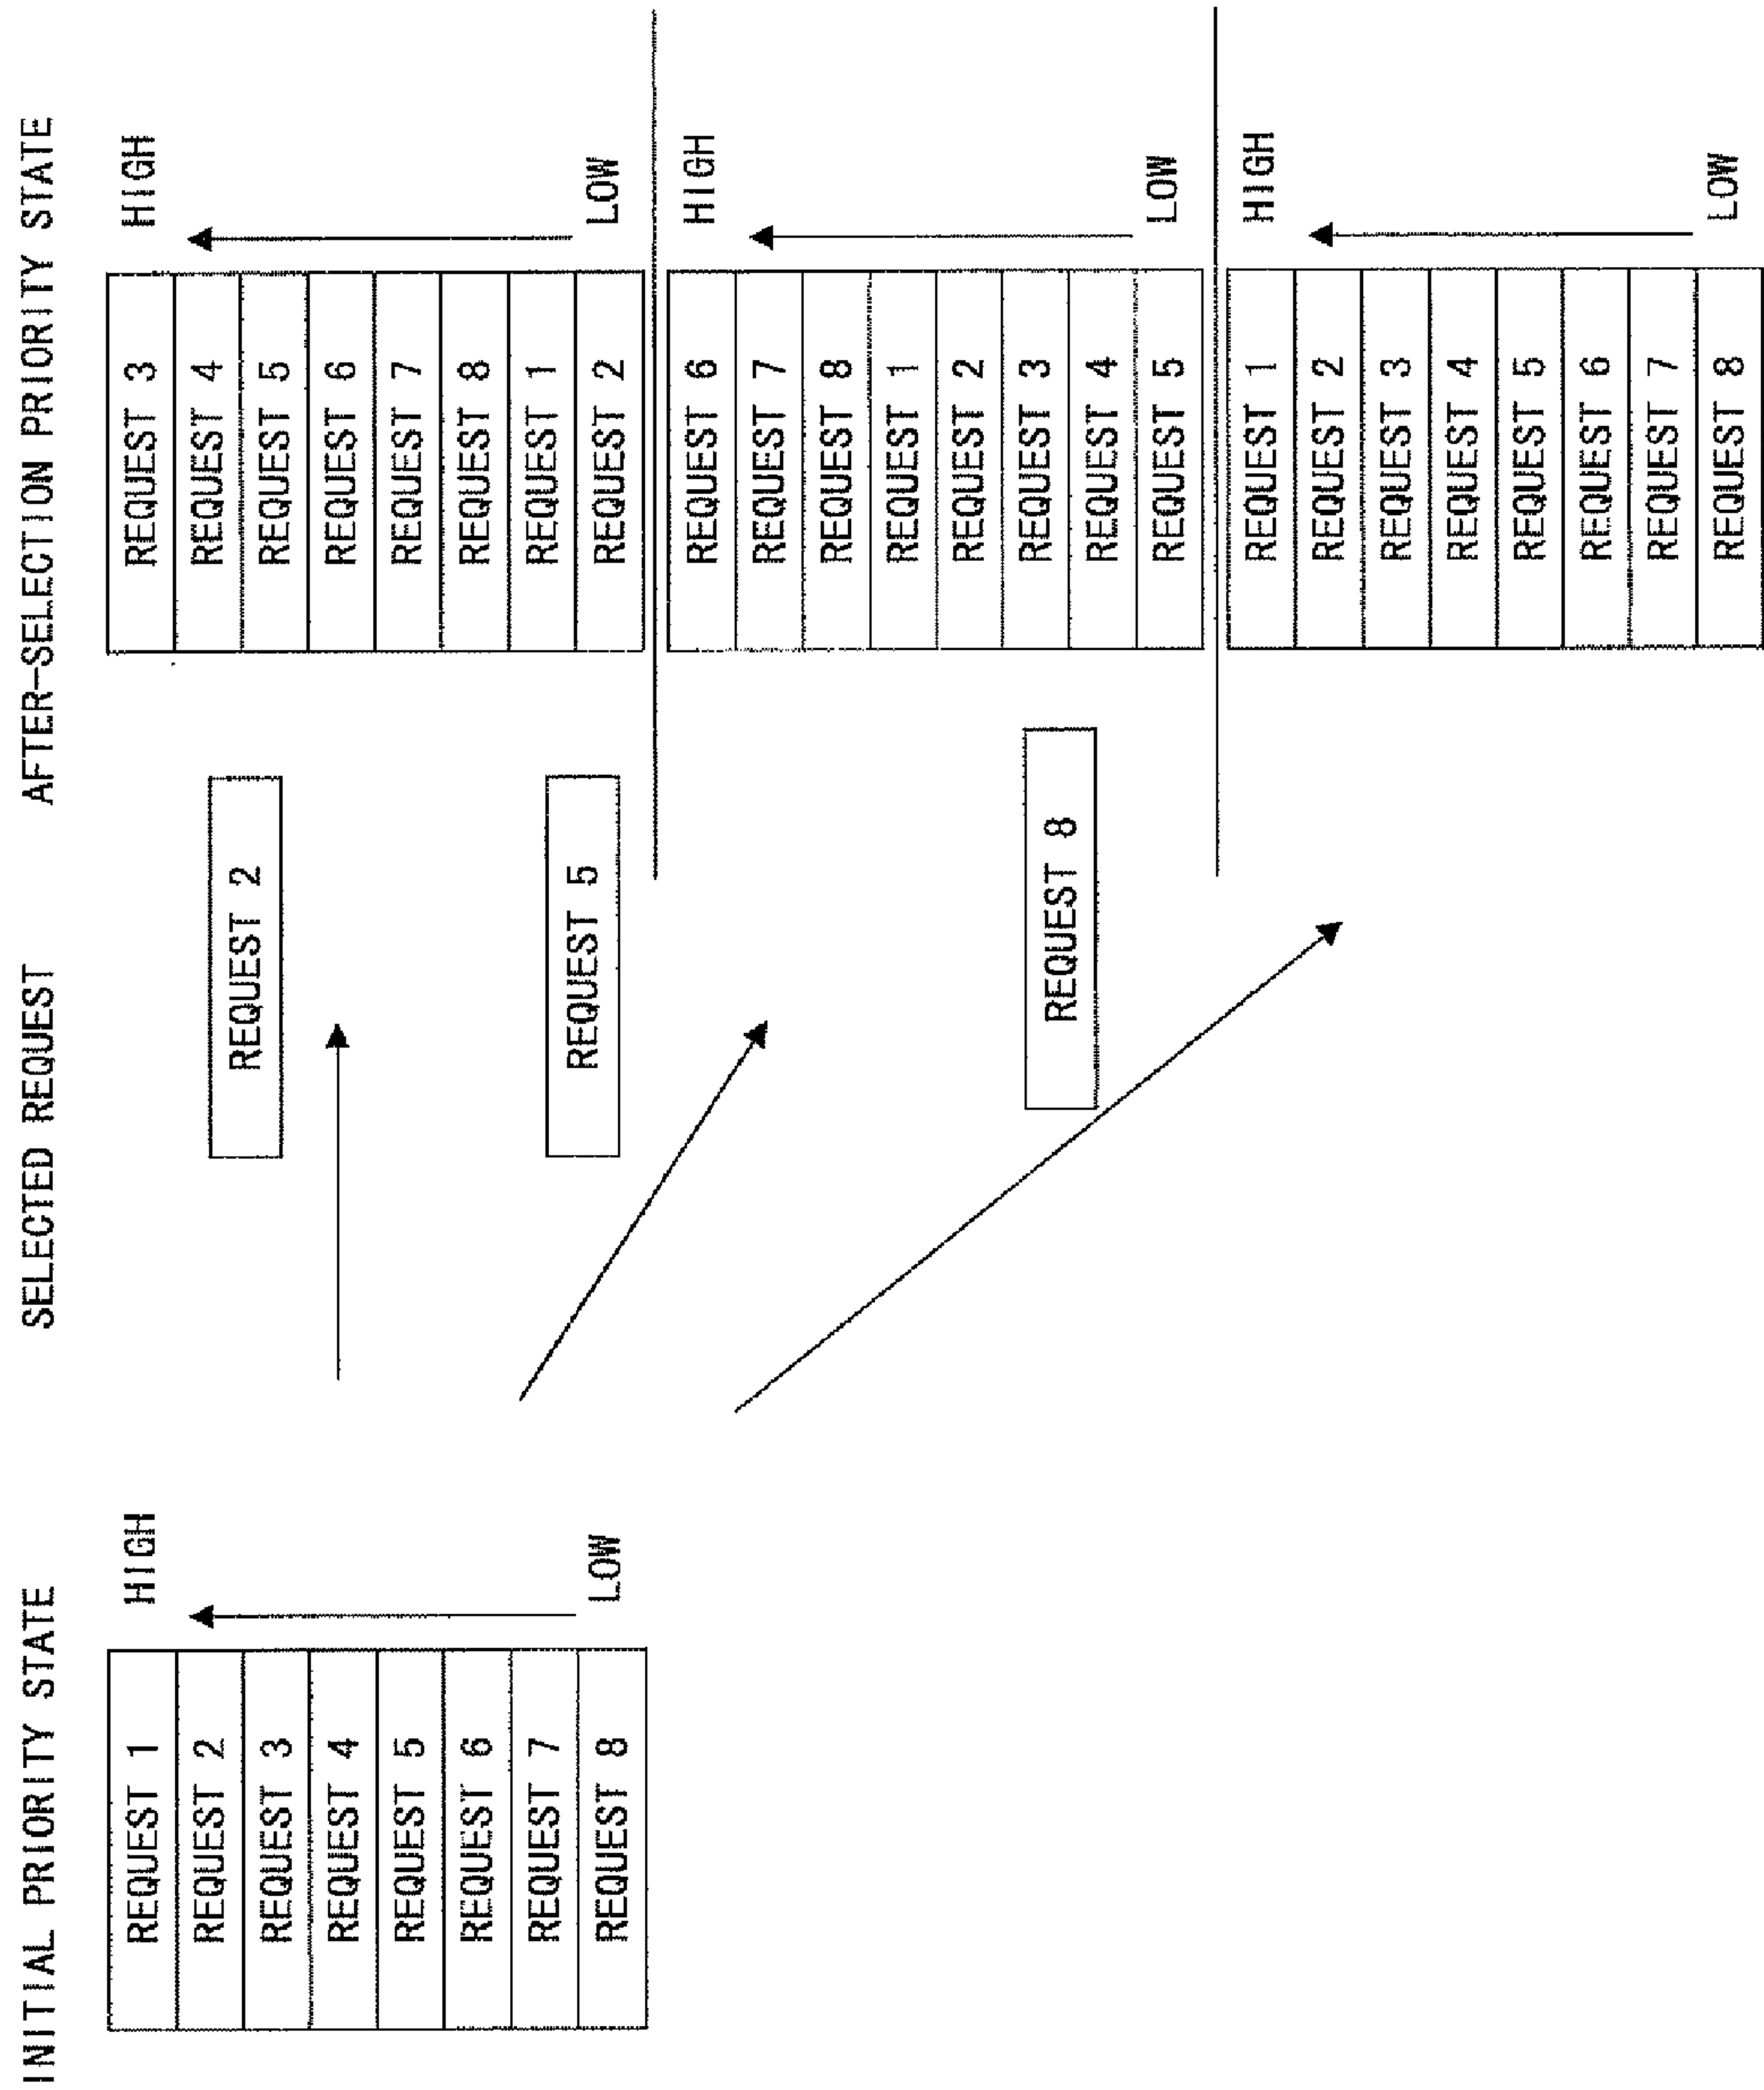 INITIAL PRIORITY STATE
SELECTED REQUEST
AFTER-SELECTION PRIORITY STATE
REQUEST 1
REQUEST 2
REQUEST 3
REQUEST 4
REQUEST 5
REQUEST 6
REQUEST 7
REQUEST 8
HIGH
LOW
REQUEST 2
REQUEST 3
REQUEST 4
REQUEST 5
REQUEST 6
REQUEST 7
REQUEST 8
REQUEST 1
REQUEST 2
HIGH
LOW
REQUEST 5
REQUEST 6
REQUEST 7
REQUEST 8
REQUEST 1
REQUEST 2
REQUEST 3
REQUEST 4
REQUEST 5
HIGH
LOW
REQUEST 8
REQUEST 1
REQUEST 2
REQUEST 3
REQUEST 4
REQUEST 5
REQUEST 6
REQUEST 7
REQUEST 8
HIGH
LOW